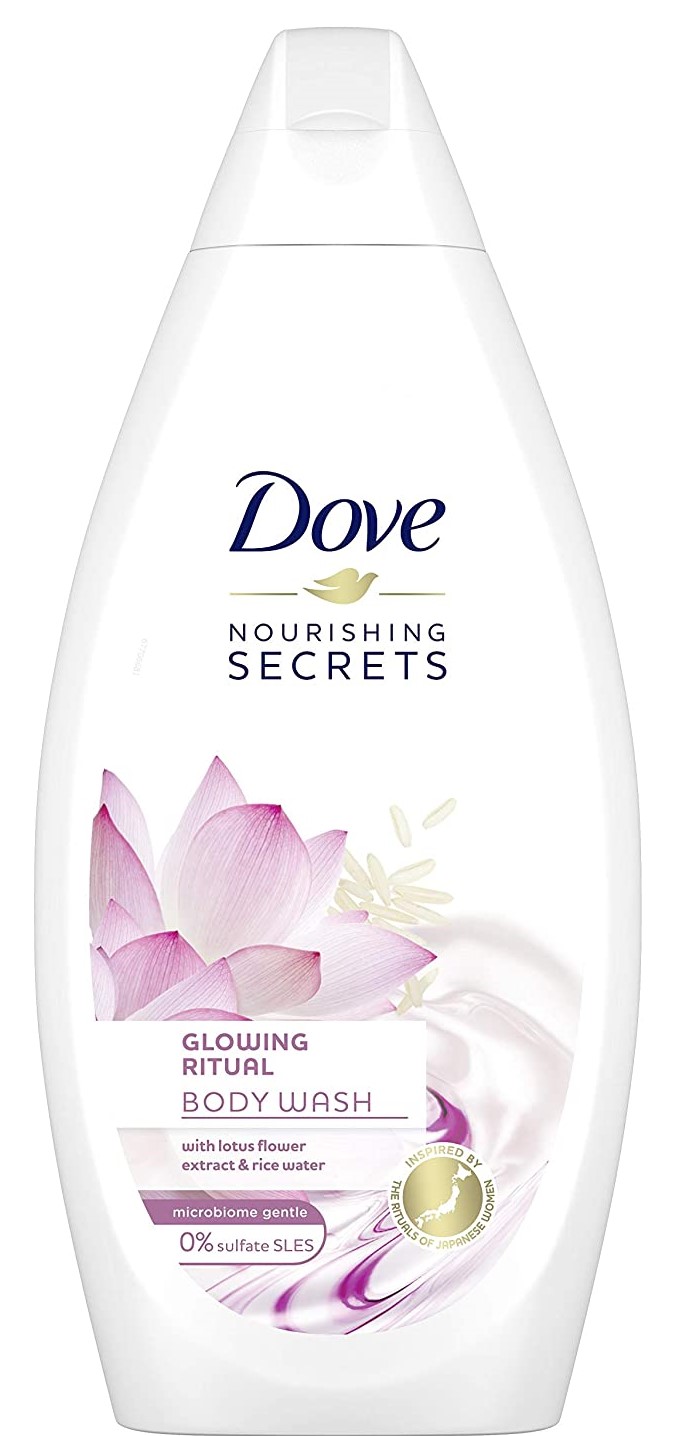 Dove
NOURISHING
SECRETS
GLOWING
RITUAL
BODY WASH
with lotus flower
extract & rice water
microbiome gentle
0% sulfate SLES
INSPIRED BY
THE RITUALS OF JAPANESE WOMEN